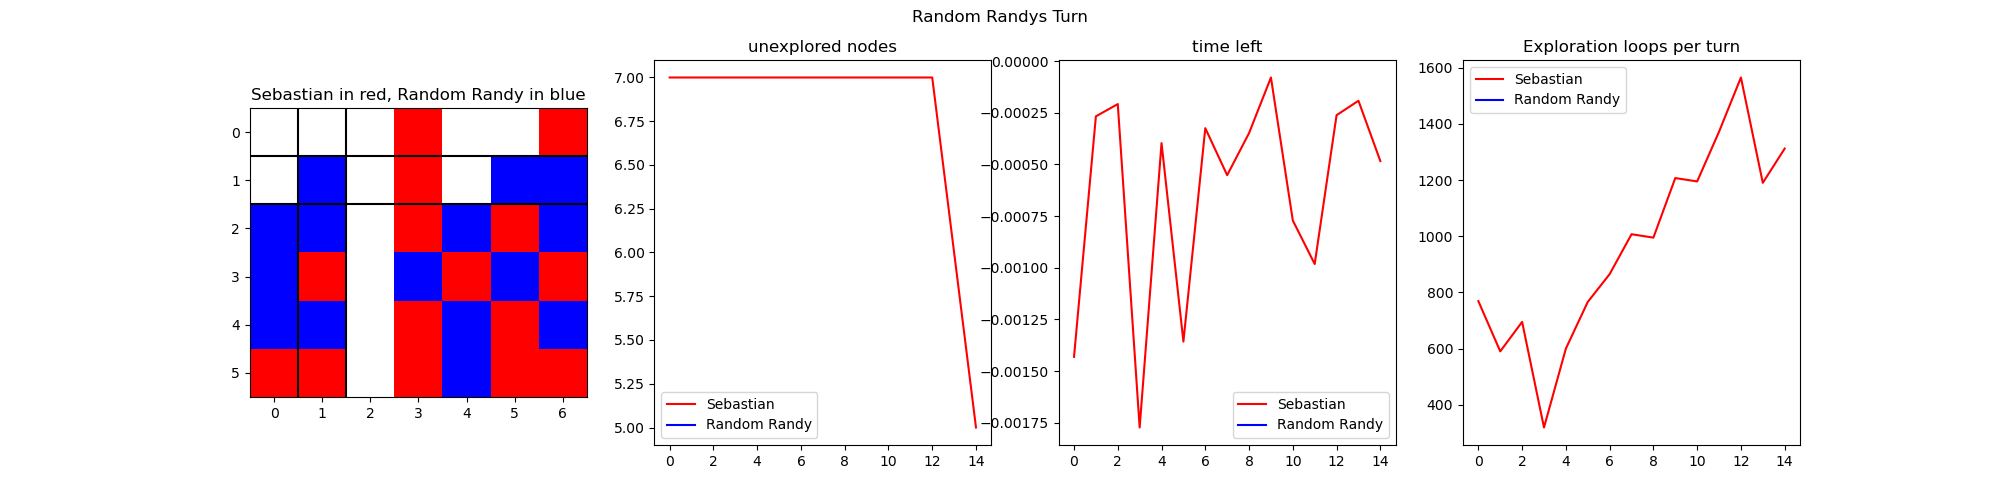 Random Randys Turn
Sebastian in red, Random Randy in blue
0
1
2
3
4
5
0 1 2 3 4 5 6
unexplored nodes
7.00
6.75
6.50
6.25
6.00
5.75
5.50
5.25
5.00
Sebastian
Random Randy
0 2 4 6 8 10 12 14
time left
0.00000
−0.00025
−0.00050
−0.00075
−0.00100
−0.00125
−0.00150
−0.00175
Sebastian
Random Randy
0 2 4 6 8 10 12 14
Exploration loops per turn
Sebastian
Random Randy
1600
1400
1200
1000
800
600
400
0 2 4 6 8 10 12 14